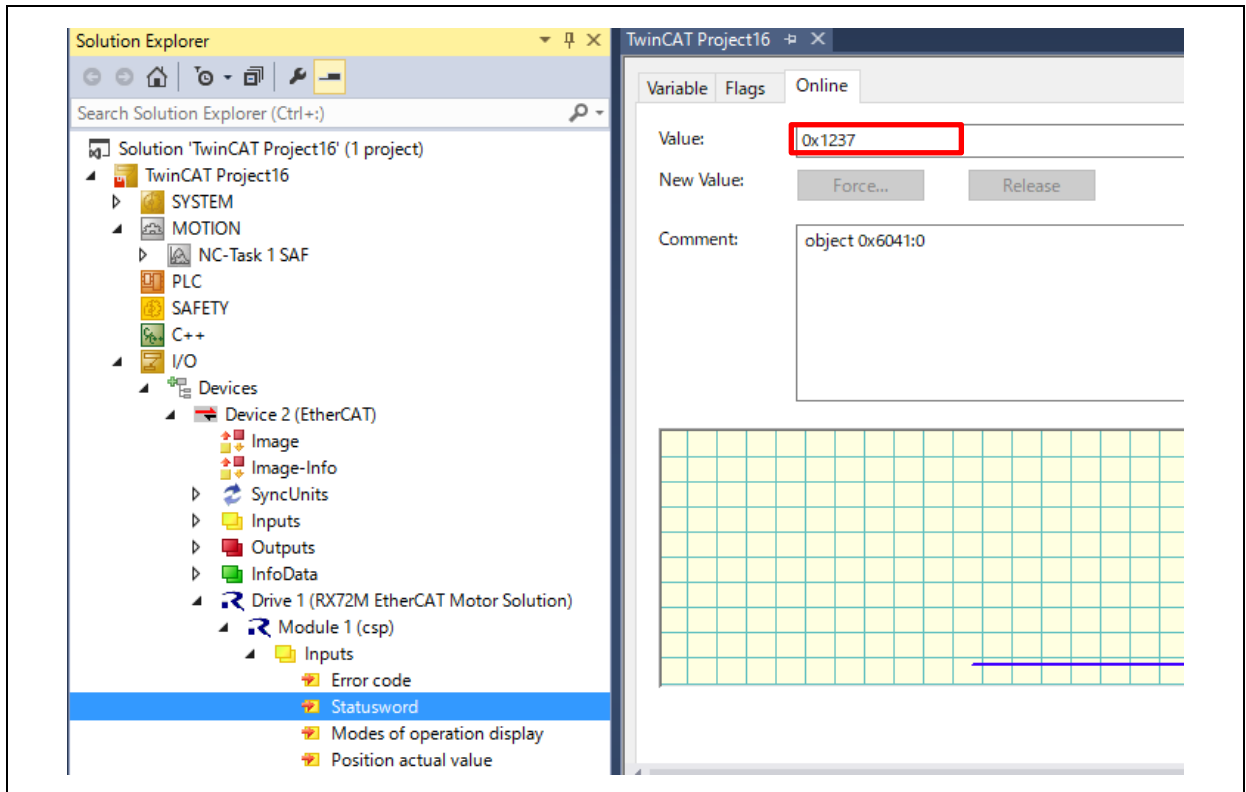 Solution Explorer
Search Solution Explorer (Ctrl+:)
Solution 'TwinCAT Project16' (1 project)
TwinCAT Project16
SYSTEM
MOTION
NC-Task 1 SAF
PLC
SAFETY
C++
I/O
Devices
Device 2 (EtherCAT)
Image
Image-Info
SyncUnits
Inputs
Outputs
InfoData
Drive 1 (RX72M EtherCAT Motor Solution)
Module 1 (csp)
Inputs
Error code
Statusword
Modes of operation display
Position actual value
TwinCAT Project16
Variable Flags Online
Value: 0x1237
New Value: Force... Release
Comment: object 0x6041:0